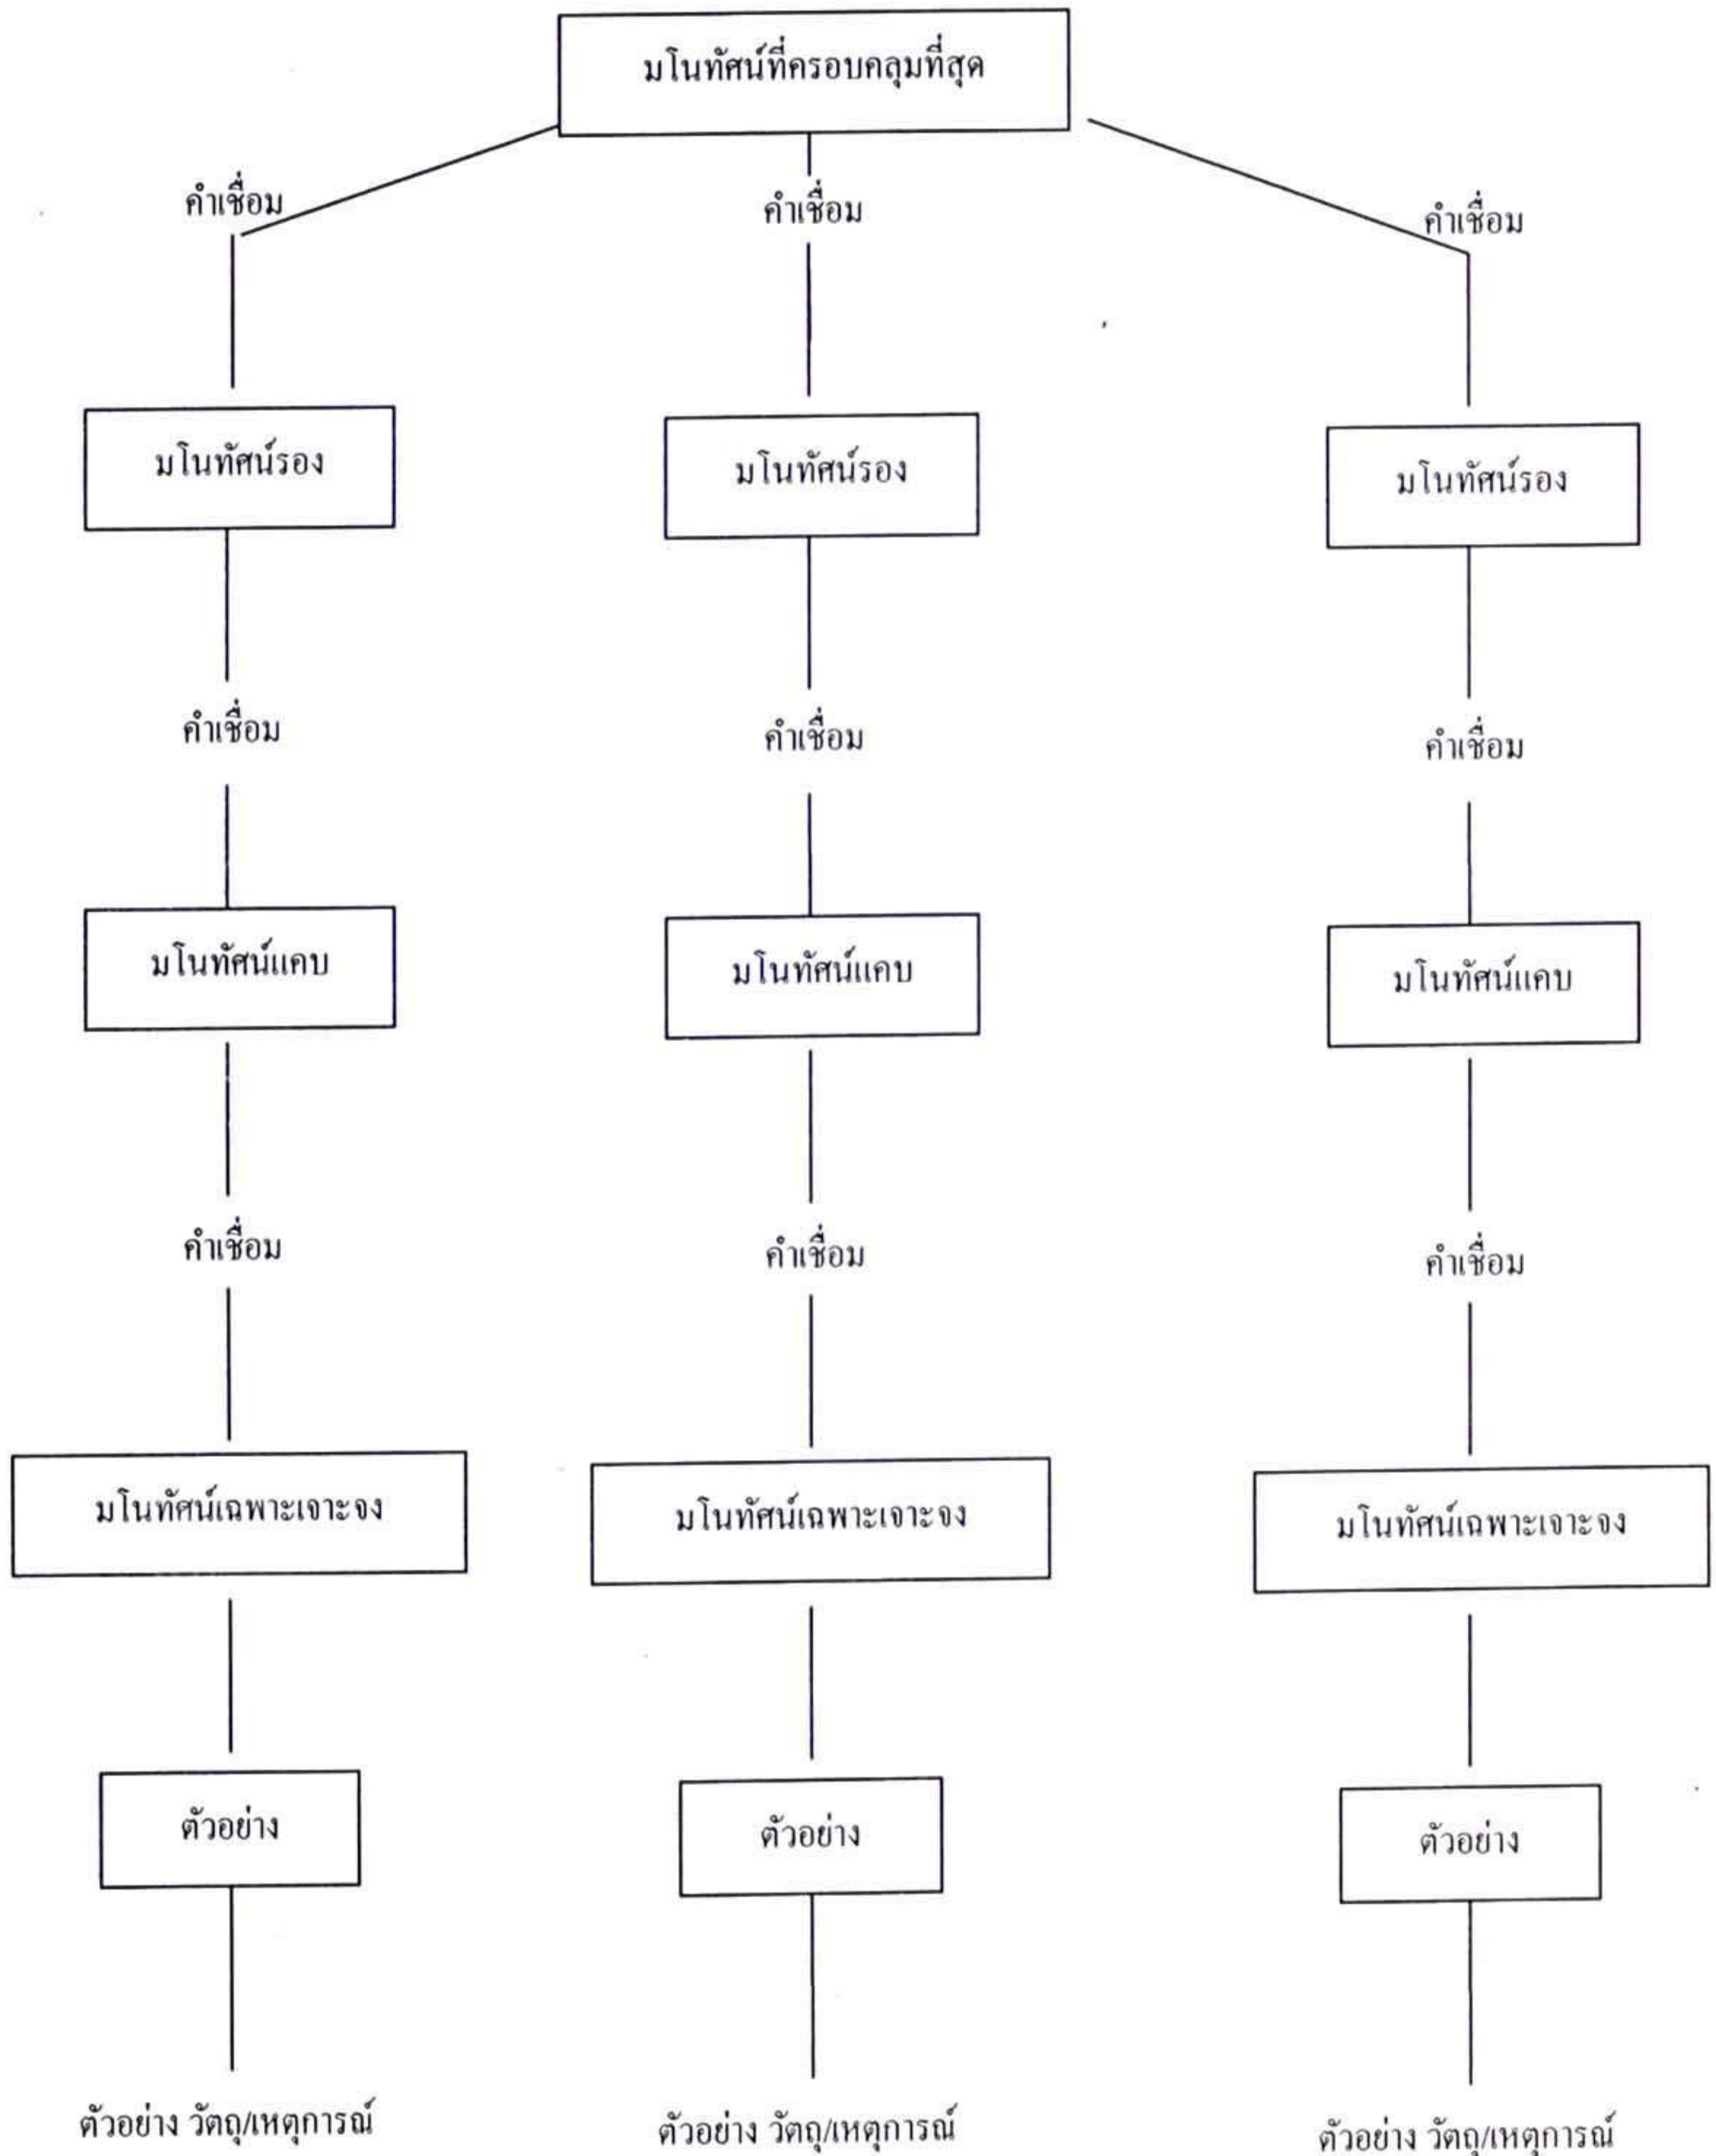 มโนทัศน์ที่ครอบคลุมที่สุด
คำเชื่อม คำเชื่อม คำเชื่อม
มโนทัศน์รอง มโนทัศน์รอง มโนทัศน์รอง
คำเชื่อม คำเชื่อม คำเชื่อม
มโนทัศน์แคบ มโนทัศน์แคบ มโนทัศน์แคบ
คำเชื่อม คำเชื่อม คำเชื่อม
มโนทัศน์เฉพาะเจาะจง มโนทัศน์เฉพาะเจาะจง มโนทัศน์เฉพาะเจาะจง
ตัวอย่าง ตัวอย่าง ตัวอย่าง
ตัวอย่าง วัตถุ/เหตุการณ์ ตัวอย่าง วัตถุ/เหตุการณ์ ตัวอย่าง วัตถุ/เหตุการณ์